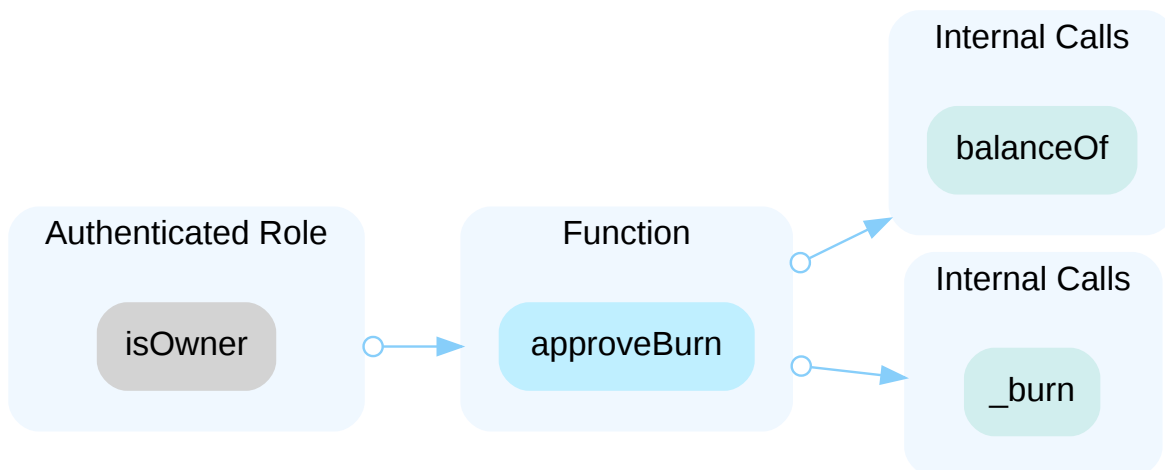 Authenticated Role
isOwner
Function
approveBurn
Internal Calls
balanceOf
Internal Calls
_burn